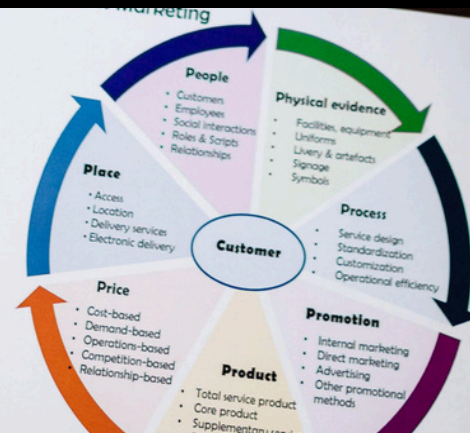 Marketing
People
• Customers
• Employees
• Social interactions
• Roles & Scripts
• Relationships
Physical evidence
• Facilities, equipment
• Uniforms
• Livery & artefacts
• Signage
• Symbols
Process
• Service design
• Standardization
• Customization
• Operational efficiency
Promotion
• Internal marketing
• Direct marketing
• Advertising
• Other promotional
methods
Product
• Total service product
• Core product
• Supplementary
Price
• Cost-based
• Demand-based
• Operations-based
• Competition-based
• Relationship-based
Place
• Access
• Location
• Delivery services
• Electronic delivery
Customer